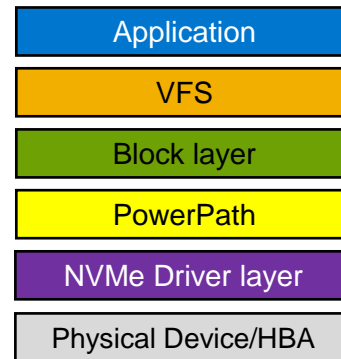 Application
VFS
Block layer
PowerPath
NVMe Driver layer
Physical Device/HBA